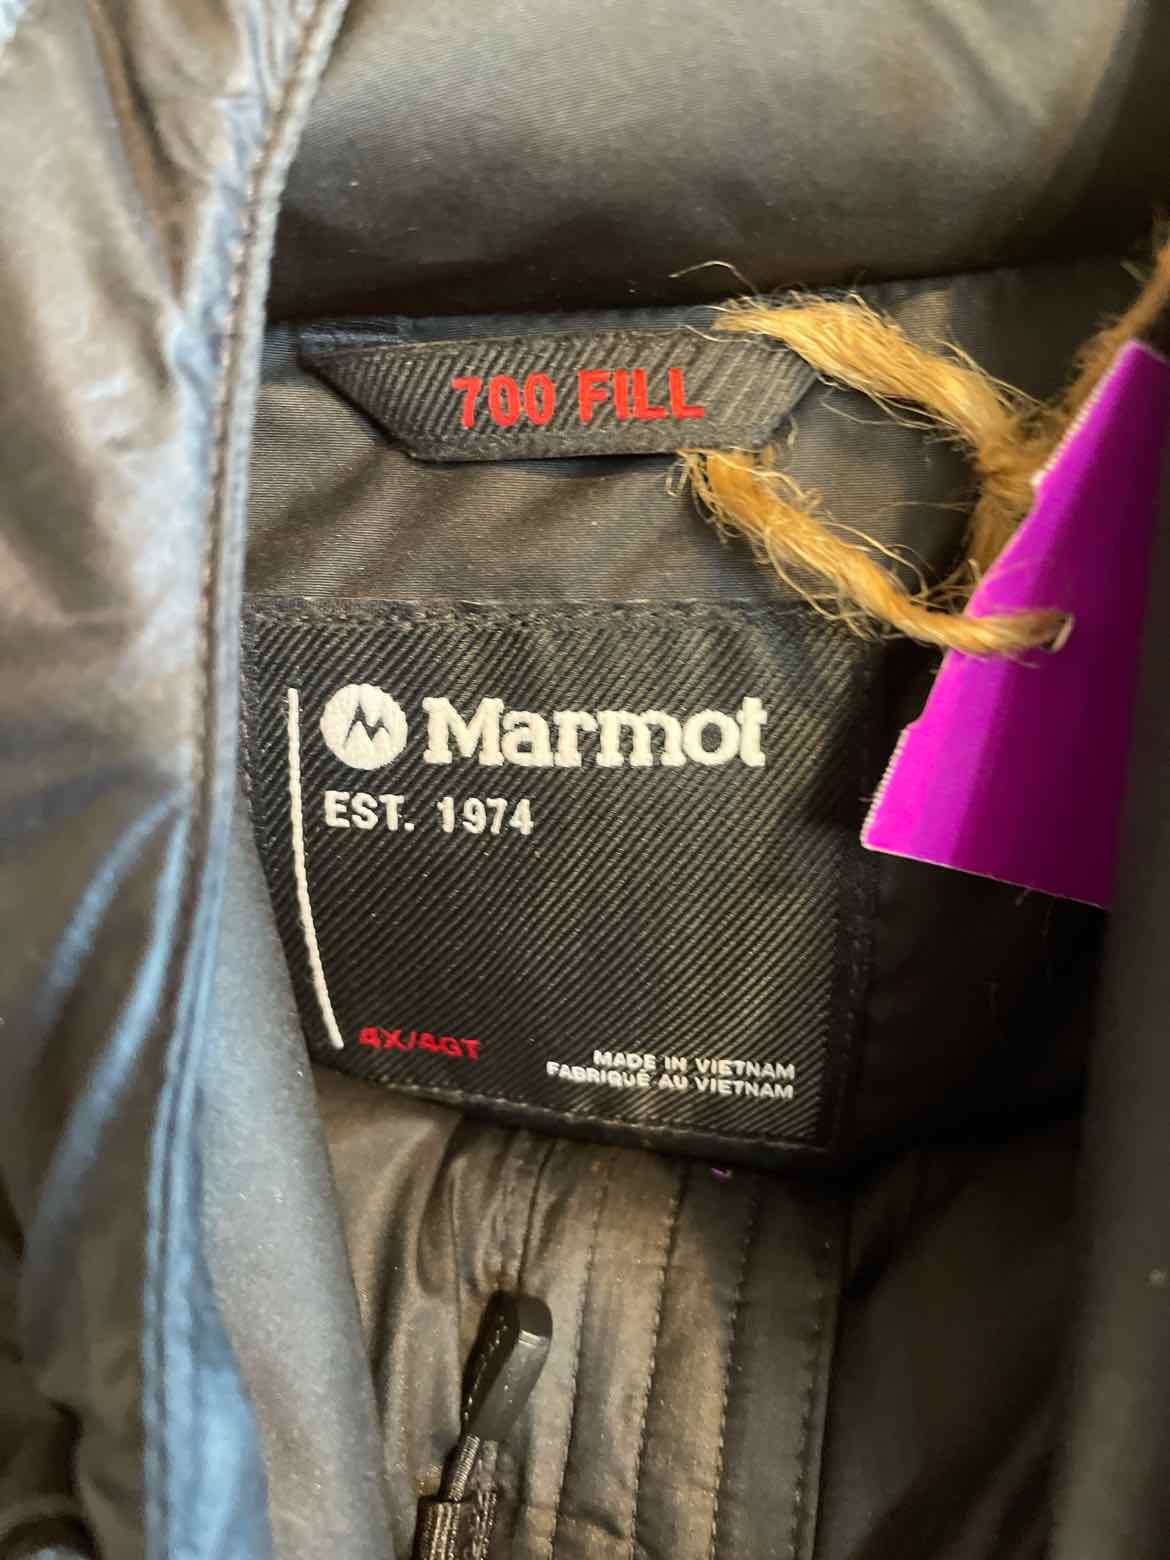 700 FILL
Marmot
EST. 1974
4X/4GT
MADE IN VIETNAM
FABRIQUÉ AU VIETNAM